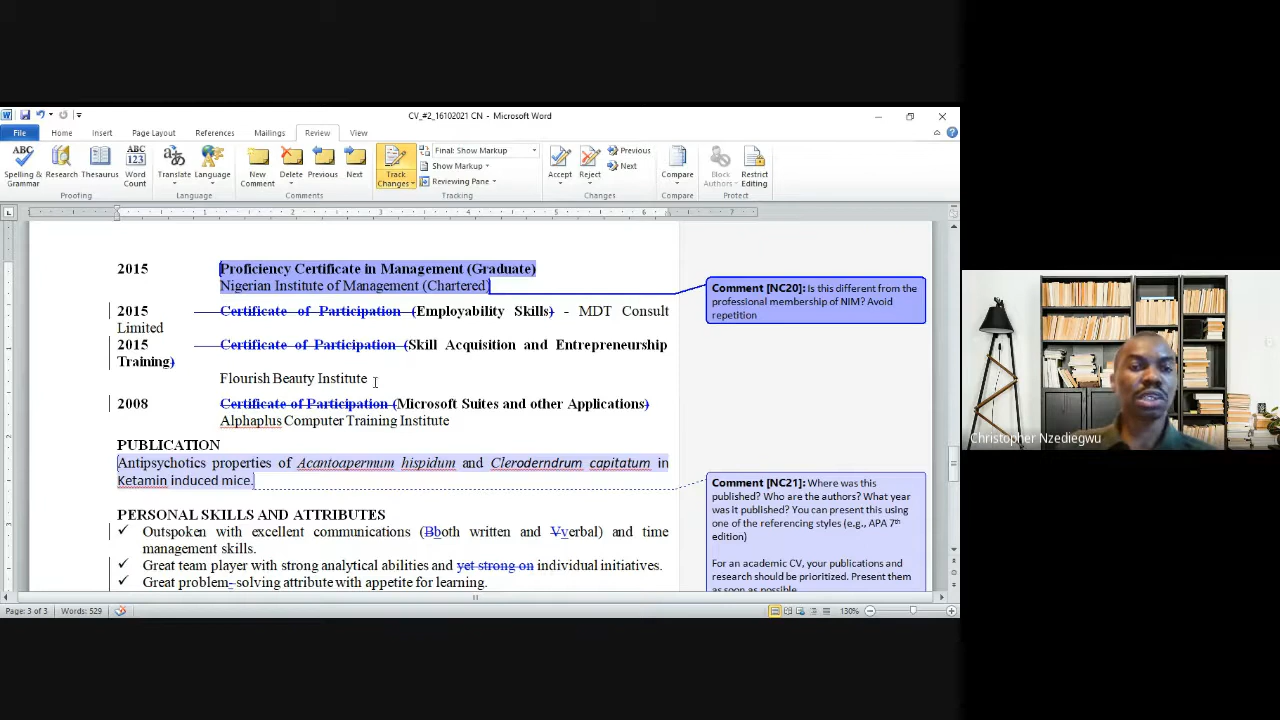 CV_#2_16102021 CN - Microsoft Word
File Home Insert Page Layout References Mailings Review View
Spelling & Grammar
Research
Thesaurus
Word Count
Proofing
Translate
Language
Language
New Comment
Delete
Previous
Next
Comments
Track Changes
Final: Show Markup
Show Markup
Reviewing Pane
Tracking
Accept
Reject
Previous
Next
Changes
Compare
Compare
Block Authors
Restrict Editing
Protect
2015 Proficiency Certificate in Management (Graduate)
Nigerian Institute of Management (Chartered)
2015 Certificate of Participation (Employability Skills) - MDT Consult
Limited
2015 Certificate of Participation (Skill Acquisition and Entrepreneurship
Training)
Flourish Beauty Institute
2008 Certificate of Participation (Microsoft Suites and other Applications)
Alphaplus Computer Training Institute
PUBLICATION
Antipsychotics properties of Acantoapermum hispidum and Cleroderndrum capitatum in
Ketamin induced mice.
PERSONAL SKILLS AND ATTRIBUTES
✓ Outspoken with excellent communications (Bboth written and Vverbal) and time
management skills.
✓ Great team player with strong analytical abilities and yet strong on individual initiatives.
✓ Great problem- solving attribute with appetite for learning.
Comment [NC20]: Is this different from the
professional membership of NIM? Avoid
repetition
Comment [NC21]: Where was this
published? Who are the authors? What year
was it published? You can present this using
one of the referencing styles (e.g., APA 7th
edition)
For an academic CV, your publications and
research should be prioritized. Present them
as soon as possible
Page: 3 of 3 Words: 529
130%
Christopher Nzediegwu